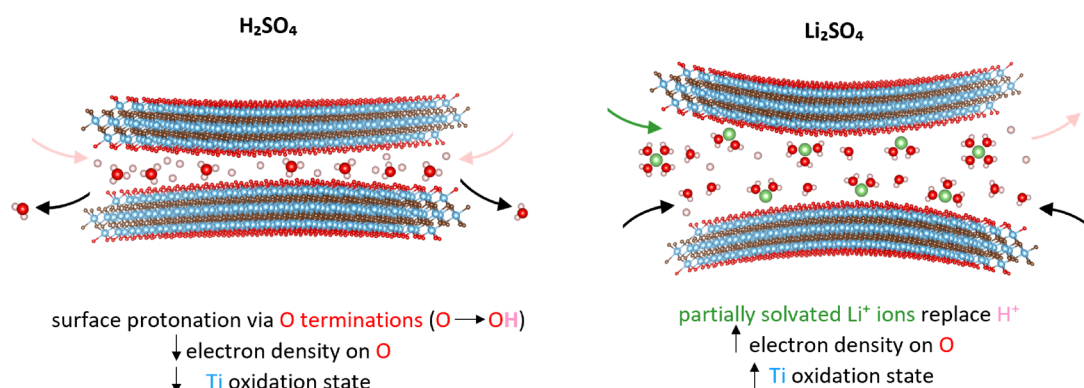 H₂SO₄
Li₂SO₄
surface protonation via O terminations (O → OH)
↓ electron density on O
↓ Ti oxidation state
partially solvated Li⁺ ions replace H⁺
↑ electron density on O
↑ Ti oxidation state